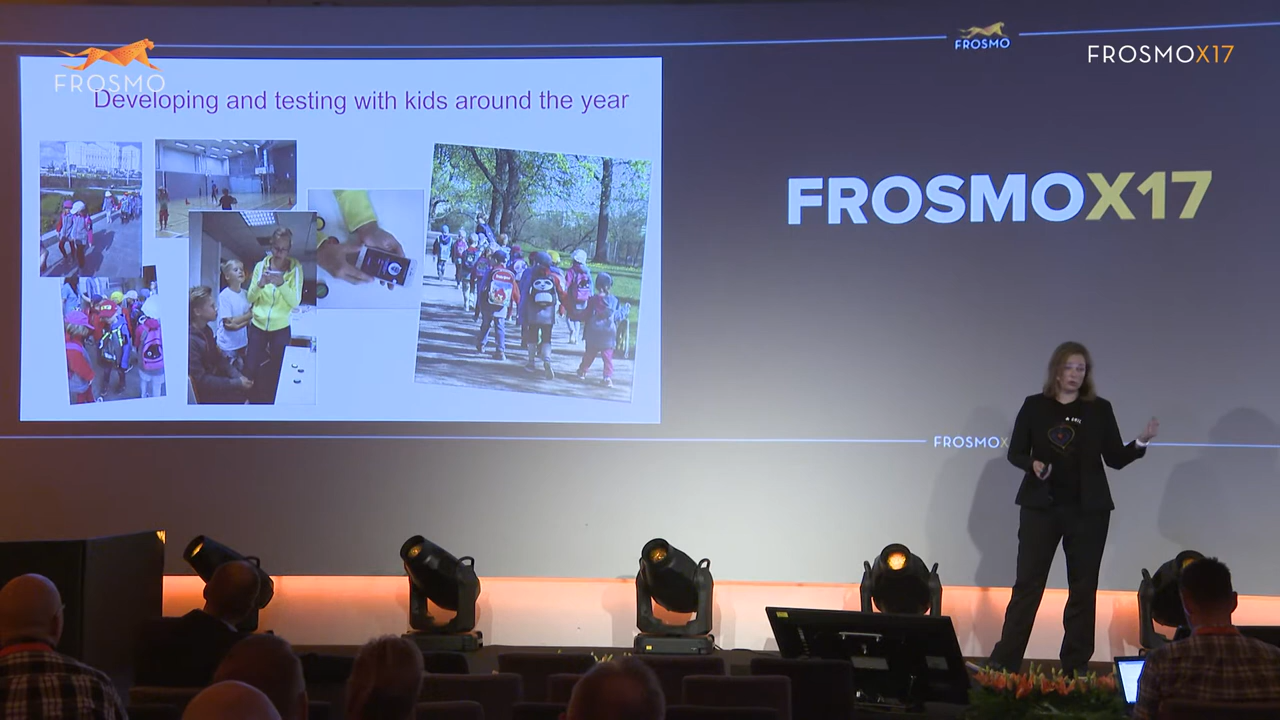 FROSMO
FROSMO
FROSMOX17
Developing and testing with kids around the year
FROSMOX17
FROSMOX